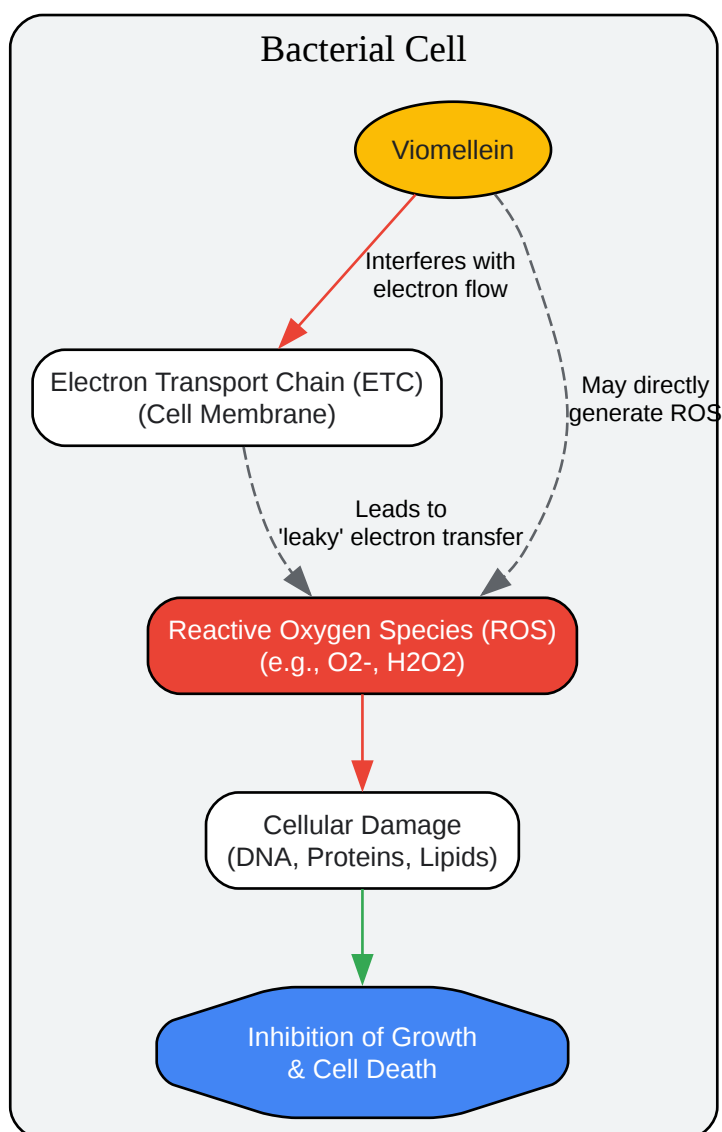 Bacterial Cell
Viomellein
Interferes with
electron flow
Electron Transport Chain (ETC)
(Cell Membrane)
May directly
generate ROS
Leads to
'leaky' electron transfer
Reactive Oxygen Species (ROS)
(e.g., O2-, H2O2)
Cellular Damage
(DNA, Proteins, Lipids)
Inhibition of Growth
& Cell Death